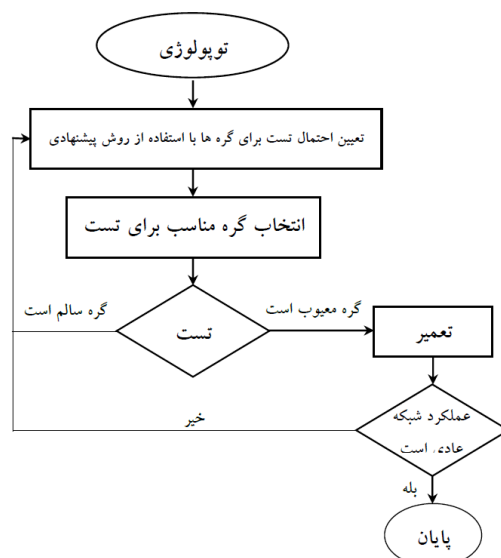 توپولوژی
تعیین احتمال تست برای گره ها با استفاده از روش پیشنهادی
انتخاب گره مناسب برای تست
گره سالم است
تست
گره معیوب است
تعمیر
خیر
عملکرد شبکه
عادی است
بله
پایان